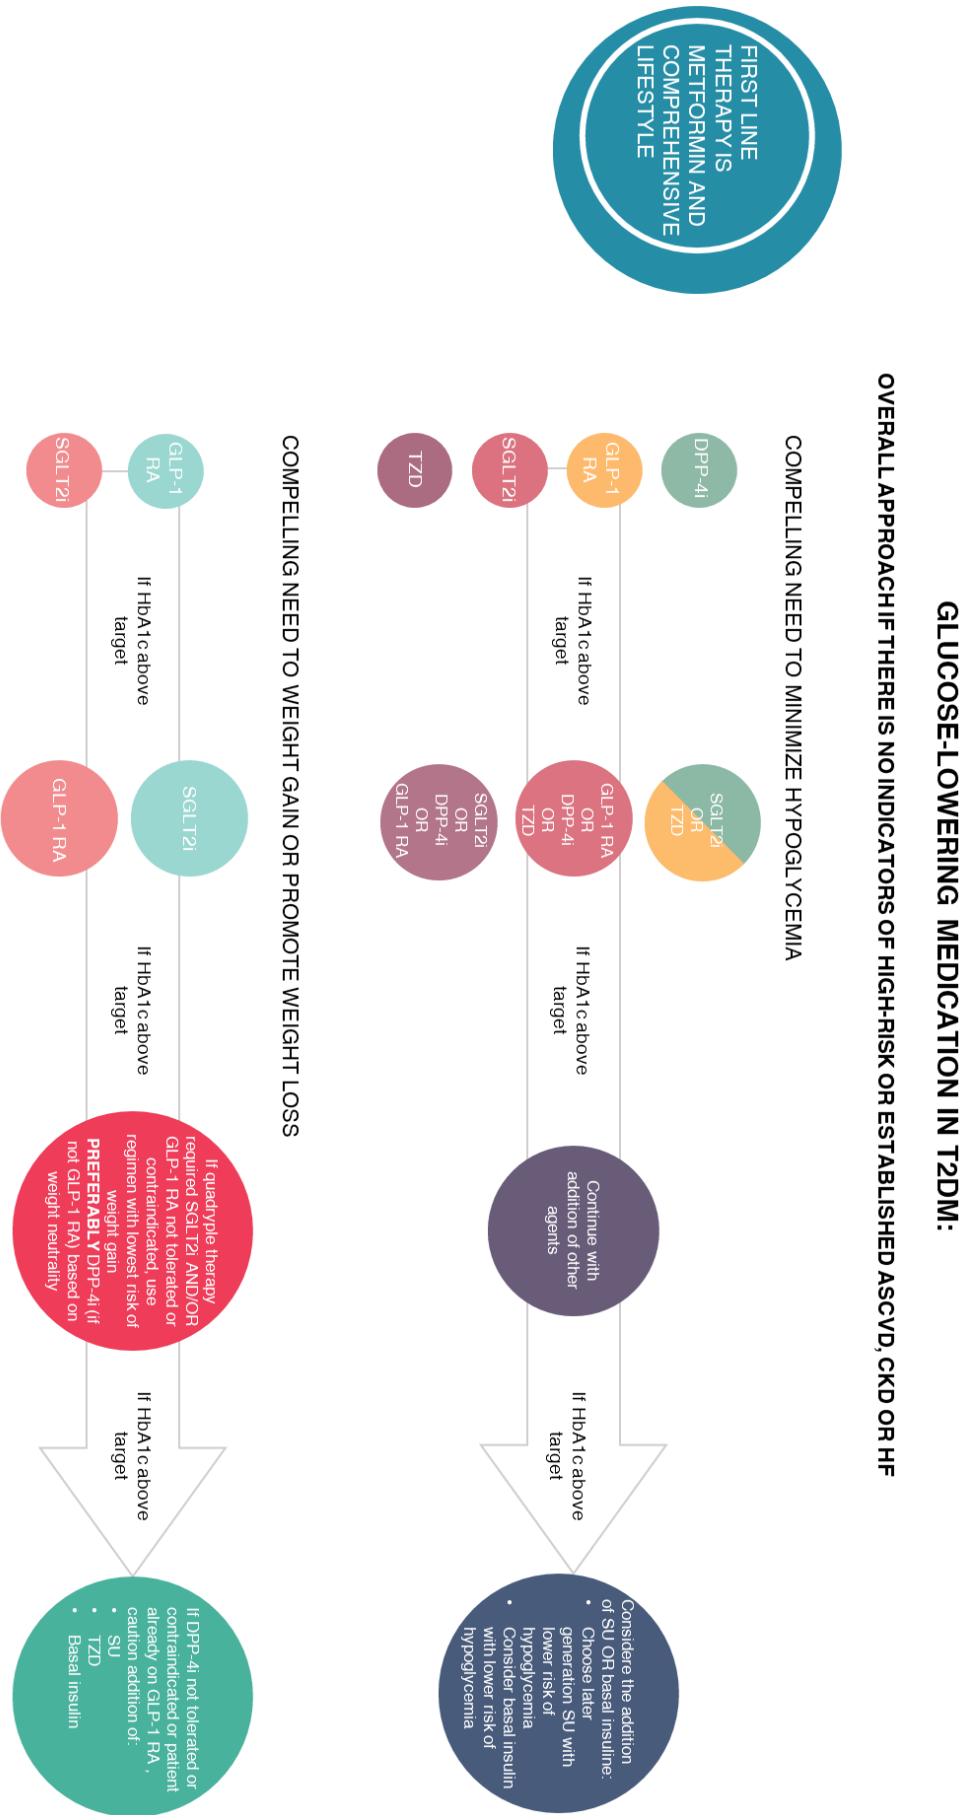 GLUCOSE-LOWERING MEDICATION IN T2DM:
OVERALL APPROACH IF THERE IS NO INDICATORS OF HIGH-RISK OR ESTABLISHED ASCVD, CKD OR HF
FIRST LINE
THERAPY IS
METFORMIN AND
COMPREHENSIVE
LIFESTYLE
COMPELLING NEED TO MINIMIZE HYPOGLYCEMIA
DPP-4i
GLP-1
RA
SGLT2i
TZD
If HbA1c above
target
SGLT2i
OR
TZD
GLP-1 RA
OR
DPP-4i
OR
TZD
SGLT2i
OR
DPP-4i
OR
GLP-1 RA
If HbA1c above
target
Continue with
addition of other
agents
If HbA1c above
target
Considere the addition
of SU OR basal insuline:
• Choose later
generation SU with
lower risk of
hypoglycemia
• Consider basal insulin
with lower risk of
hypoglycemia
COMPELLING NEED TO WEIGHT GAIN OR PROMOTE WEIGHT LOSS
GLP-1
RA
SGLT2i
If HbA1c above
target
SGLT2i
GLP-1 RA
If HbA1c above
target
If quadryple therapy
required SGLT2i AND/OR
GLP-1 RA not tolerated or
contraindicated, use
regimen with lowest risk of
weight gain
PREFERABLY DPP-4i (if
not GLP-1 RA) based on
weight neutrality
If HbA1c above
target
If DPP-4i not tolerated or
contraindicated or patient
already on GLP-1 RA ,
caution addition of:
• SU
• TZD
• Basal insulin